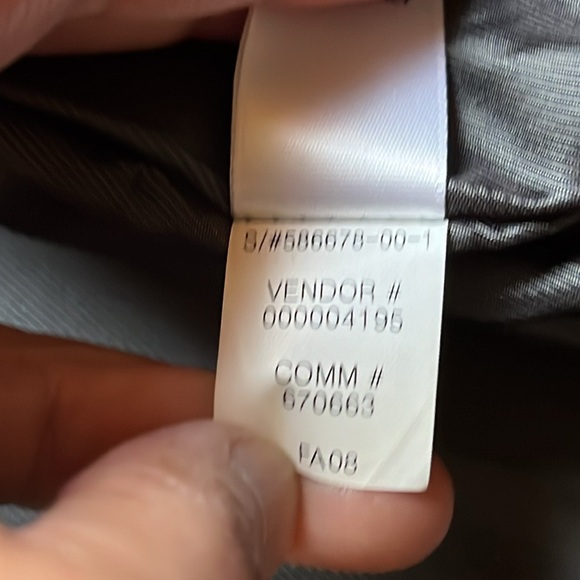 S/#586678-00-1
VENDOR #
000004195
COMM #
670663
FA08